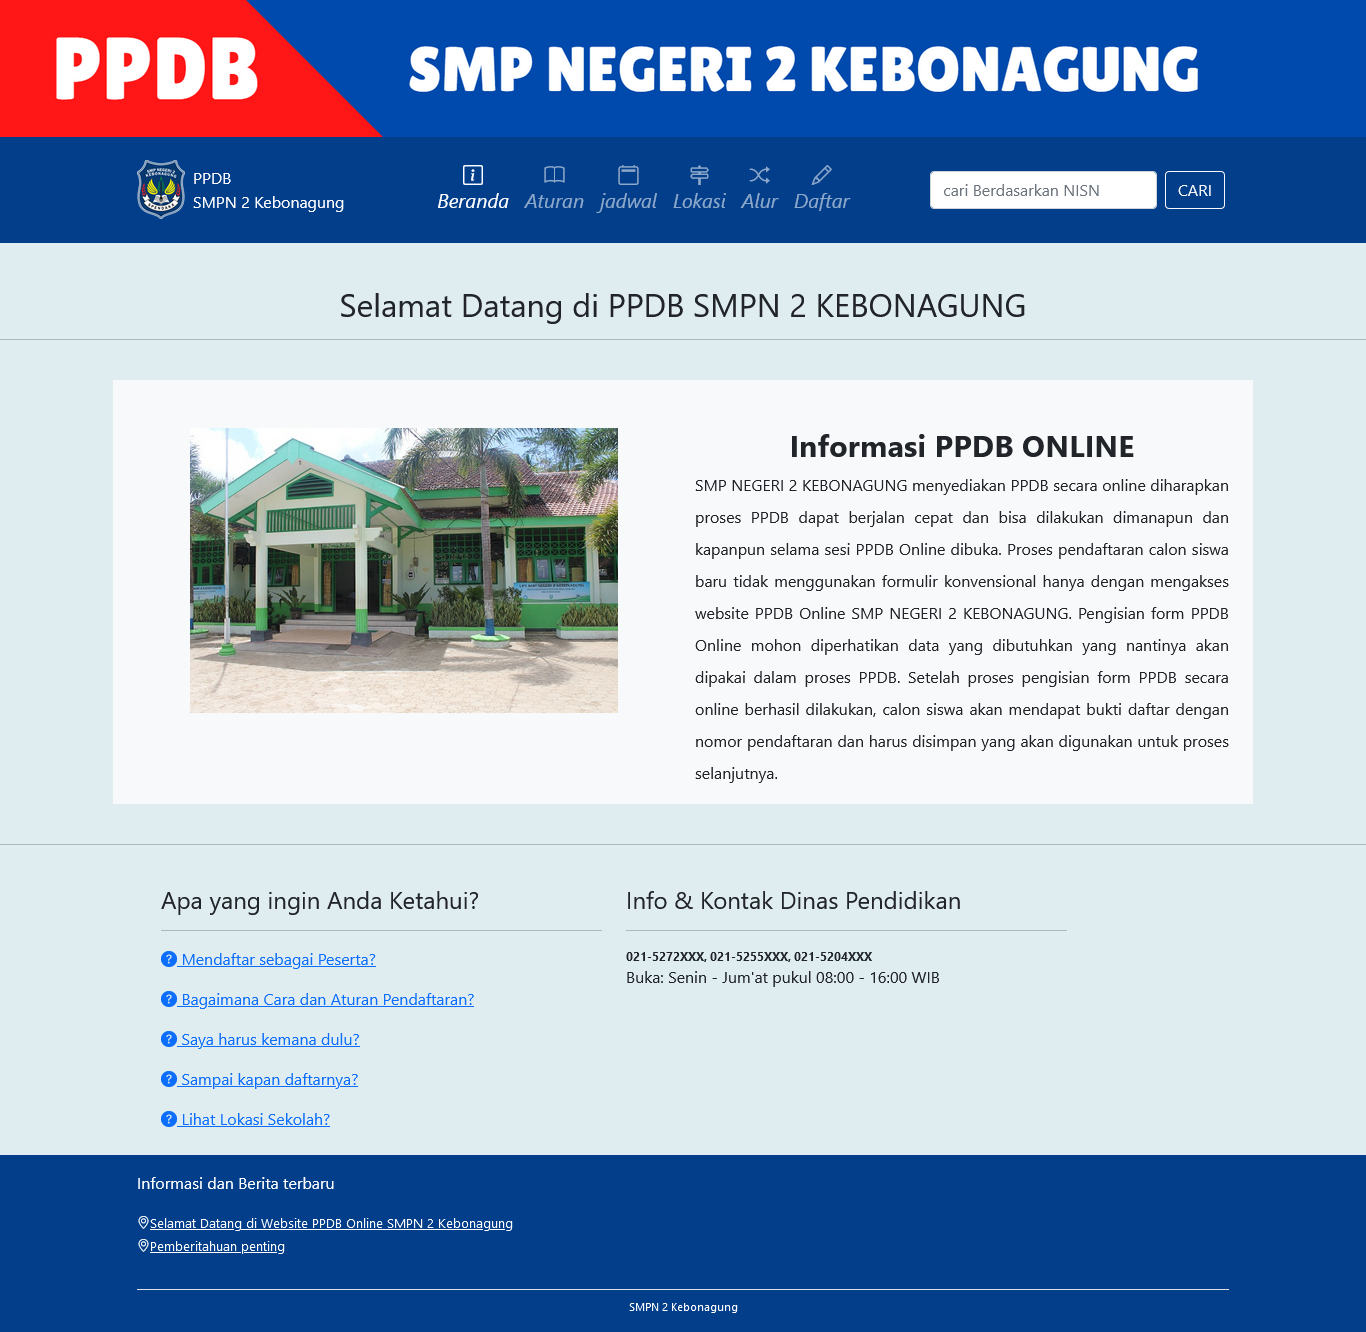 PPDB
SMP NEGERI 2 KEBONAGUNG
SMP NEGERI 2
KEBONAGUNG
PPDB
SMPN 2 Kebonagung
Beranda
Aturan
jadwal
Lokasi
Alur
Daftar
cari Berdasarkan NISN
CARI
Selamat Datang di PPDB SMPN 2 KEBONAGUNG
Informasi PPDB ONLINE
SMP NEGERI 2 KEBONAGUNG menyediakan PPDB secara online diharapkan
proses PPDB dapat berjalan cepat dan bisa dilakukan dimanapun dan
kapanpun selama sesi PPDB Online dibuka. Proses pendaftaran calon siswa
baru tidak menggunakan formulir konvensional hanya dengan mengakses
website PPDB Online SMP NEGERI 2 KEBONAGUNG. Pengisian form PPDB
Online mohon diperhatikan data yang dibutuhkan yang nantinya akan
dipakai dalam proses PPDB. Setelah proses pengisian form PPDB secara
online berhasil dilakukan, calon siswa akan mendapat bukti daftar dengan
nomor pendaftaran dan harus disimpan yang akan digunakan untuk proses
selanjutnya.
Apa yang ingin Anda Ketahui?
Mendaftar sebagai Peserta?
Bagaimana Cara dan Aturan Pendaftaran?
Saya harus kemana dulu?
Sampai kapan daftarnya?
Lihat Lokasi Sekolah?
Info & Kontak Dinas Pendidikan
021-5272XXX, 021-5255XXX, 021-5204XXX
Buka: Senin - Jum'at pukul 08:00 - 16:00 WIB
Informasi dan Berita terbaru
Selamat Datang di Website PPDB Online SMPN 2 Kebonagung
Pemberitahuan penting
SMPN 2 Kebonagung